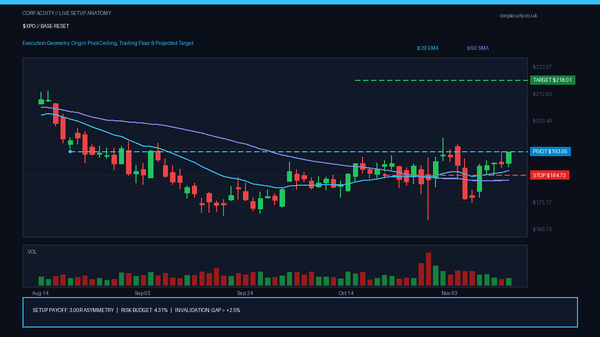 CORP ACUITY // LIVE SETUP ANATOMY
corpacuity.co.uk
$XPO // BASE-RESET
Execution Geometry: Origin Pivot Ceiling, Trailing Floor & Projected Target
20 EMA
50 SMA
$222.37
TARGET $218.01
$212.93
$203.49
PIVOT $193.05
STOP $184.73
$175.17
$165.73
VOL
Aug 14
Sep 03
Sep 24
Oct 14
Nov 03
SETUP PAYOFF: 3.00R ASYMMETRY | RISK BUDGET: 4.31% | INVALIDATION: GAP > +2.5%